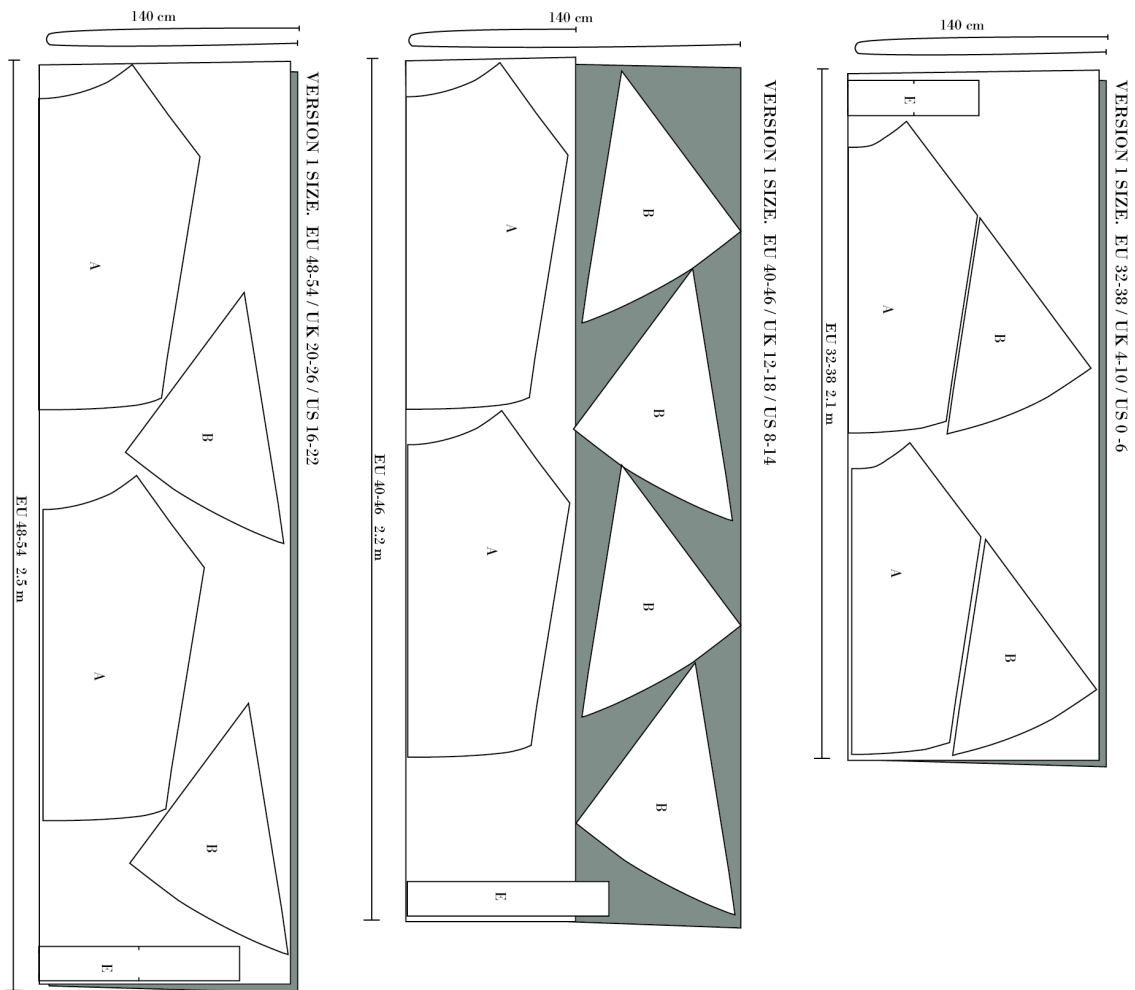 140 cm
VERSION 1 SIZE. EU 48-54 / UK 20-26 / US 16-22
A
B
A
B
E
EU 48-54 2.5 m
140 cm
VERSION 1 SIZE. EU 40-46 / UK 12-18 / US 8-14
A
B
B
A
B
B
E
EU 40-46 2.2 m
140 cm
VERSION 1 SIZE. EU 32-38 / UK 4-10 / US 0-6
E
A
B
A
B
EU 32-38 2.1 m